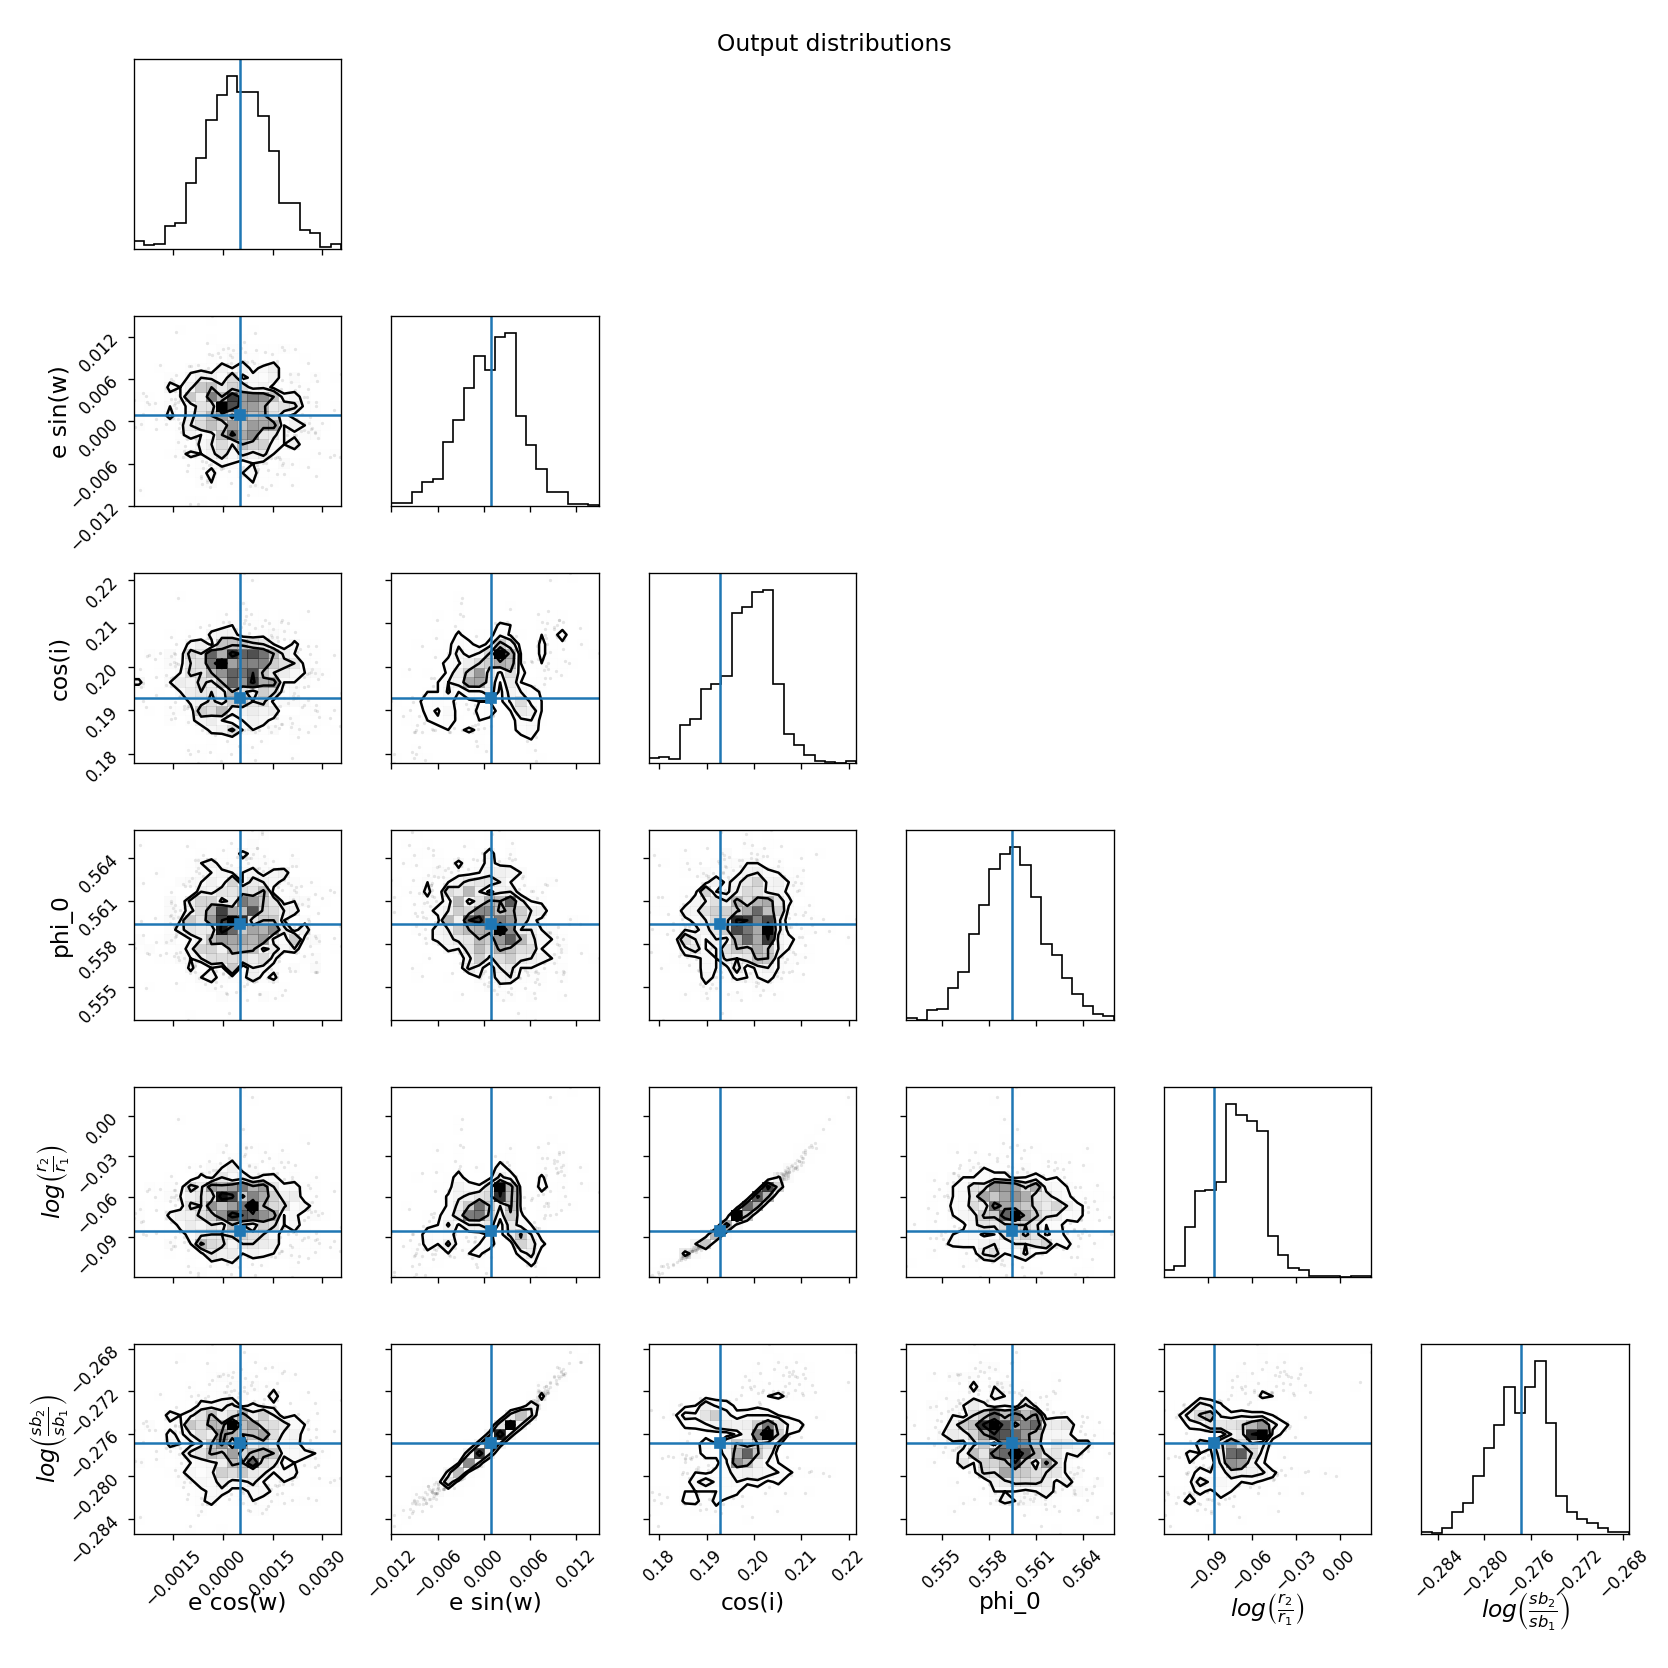 Output distributions
e sin(w)
0.012
0.006
0.000
−0.006
−0.012
cos(i)
0.22
0.21
0.20
0.19
0.18
phi_0
0.564
0.561
0.558
0.555
log(r₂/r₁)
0.00
−0.03
−0.06
−0.09
log(sb₂/sb₁)
−0.268
−0.272
−0.276
−0.280
−0.284
−0.0015 0.0000 0.0015 0.0030 −0.012 −0.006 0.000 0.006 0.012 0.18 0.19 0.20 0.21 0.22 0.555 0.558 0.561 0.564 −0.09 −0.06 −0.03 0.00 −0.284 −0.280 −0.276 −0.272 −0.268
e cos(w) e sin(w) cos(i) phi_0 log(r₂/r₁) log(sb₂/sb₁)